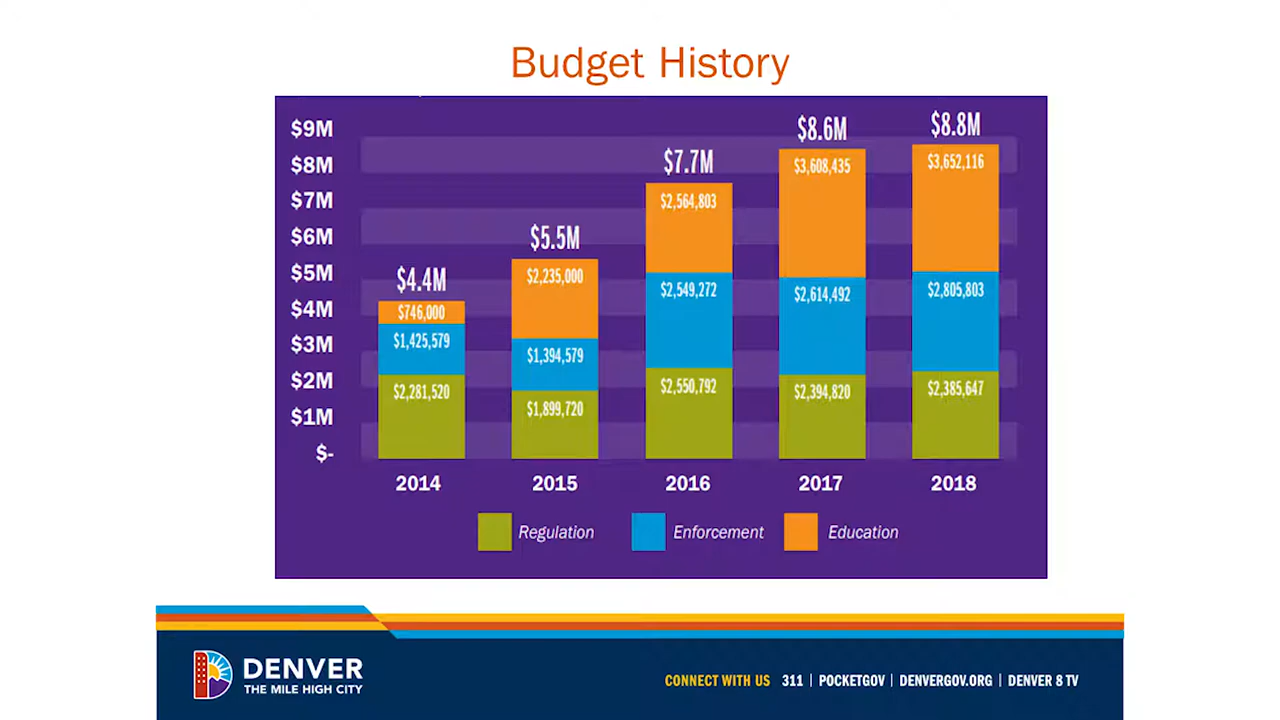 Budget History
$9M
$8M
$7M
$6M
$5M
$4M
$3M
$2M
$1M
$-
$4.4M
$746,000
$1,425,579
$2,281,520
$5.5M
$2,235,000
$1,394,579
$1,899,720
$7.7M
$2,564,803
$2,549,272
$2,550,792
$8.6M
$3,608,435
$2,614,492
$2,394,820
$8.8M
$3,652,116
$2,805,803
$2,385,647
2014 2015 2016 2017 2018
Regulation Enforcement Education
DENVER
THE MILE HIGH CITY
CONNECT WITH US 311 | POCKETGOV | DENVERGOV.ORG | DENVER 8 TV